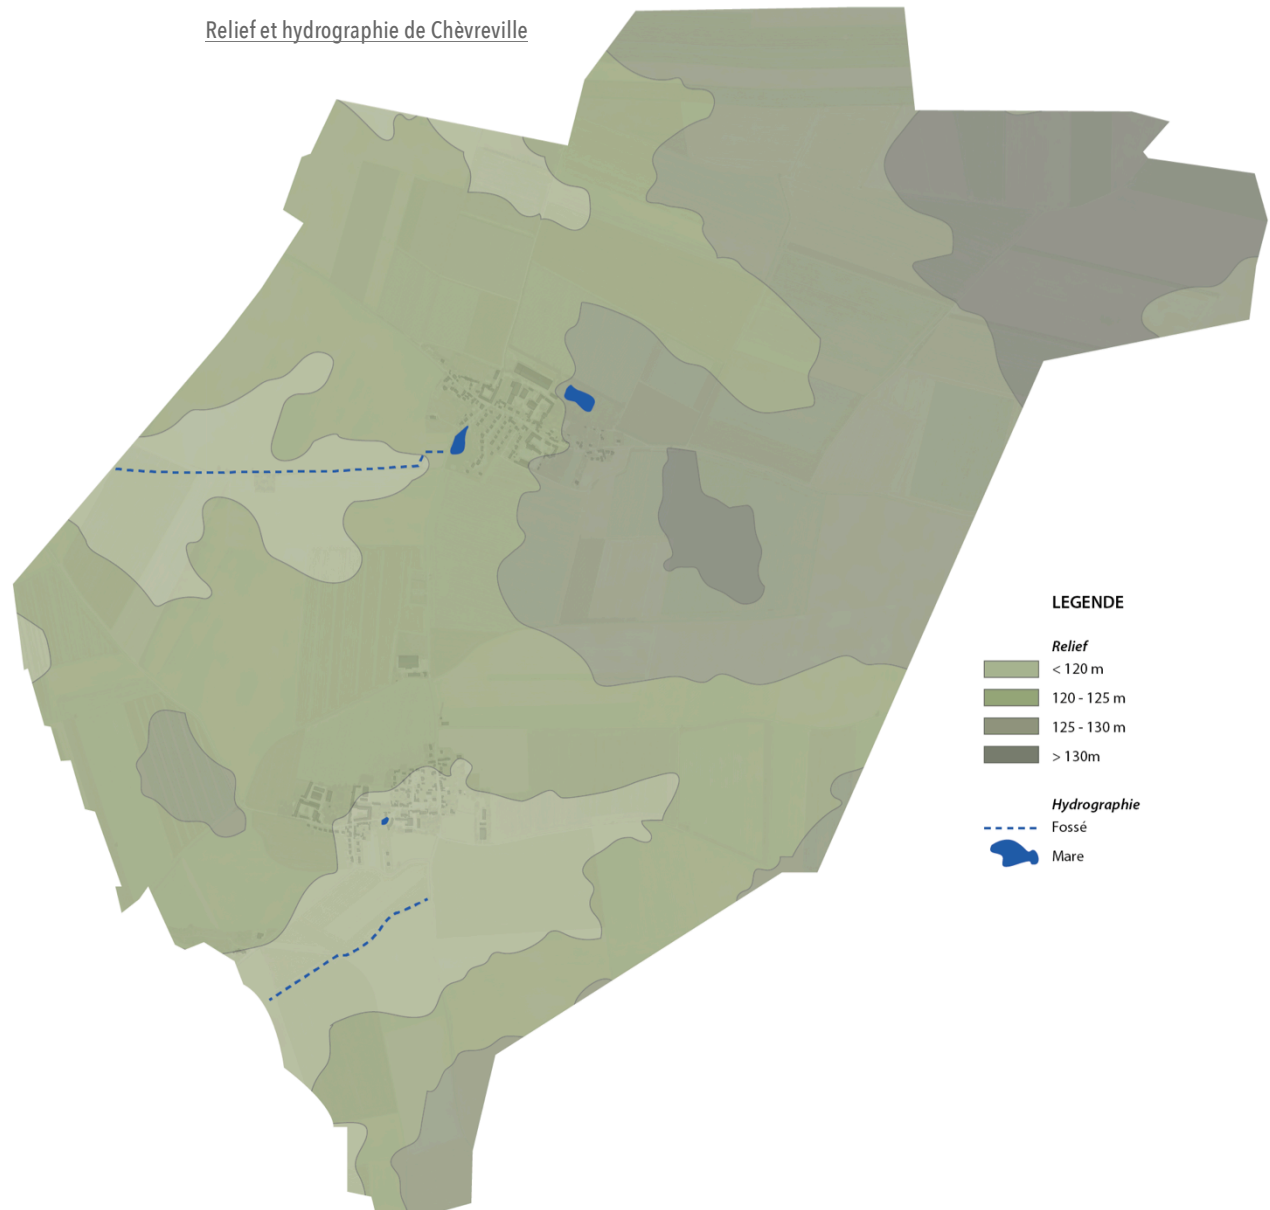 Relief et hydrographie de Chèvreville
LEGENDE
Relief
< 120 m
120 - 125 m
125 - 130 m
> 130m
Hydrographie
Fossé
Mare